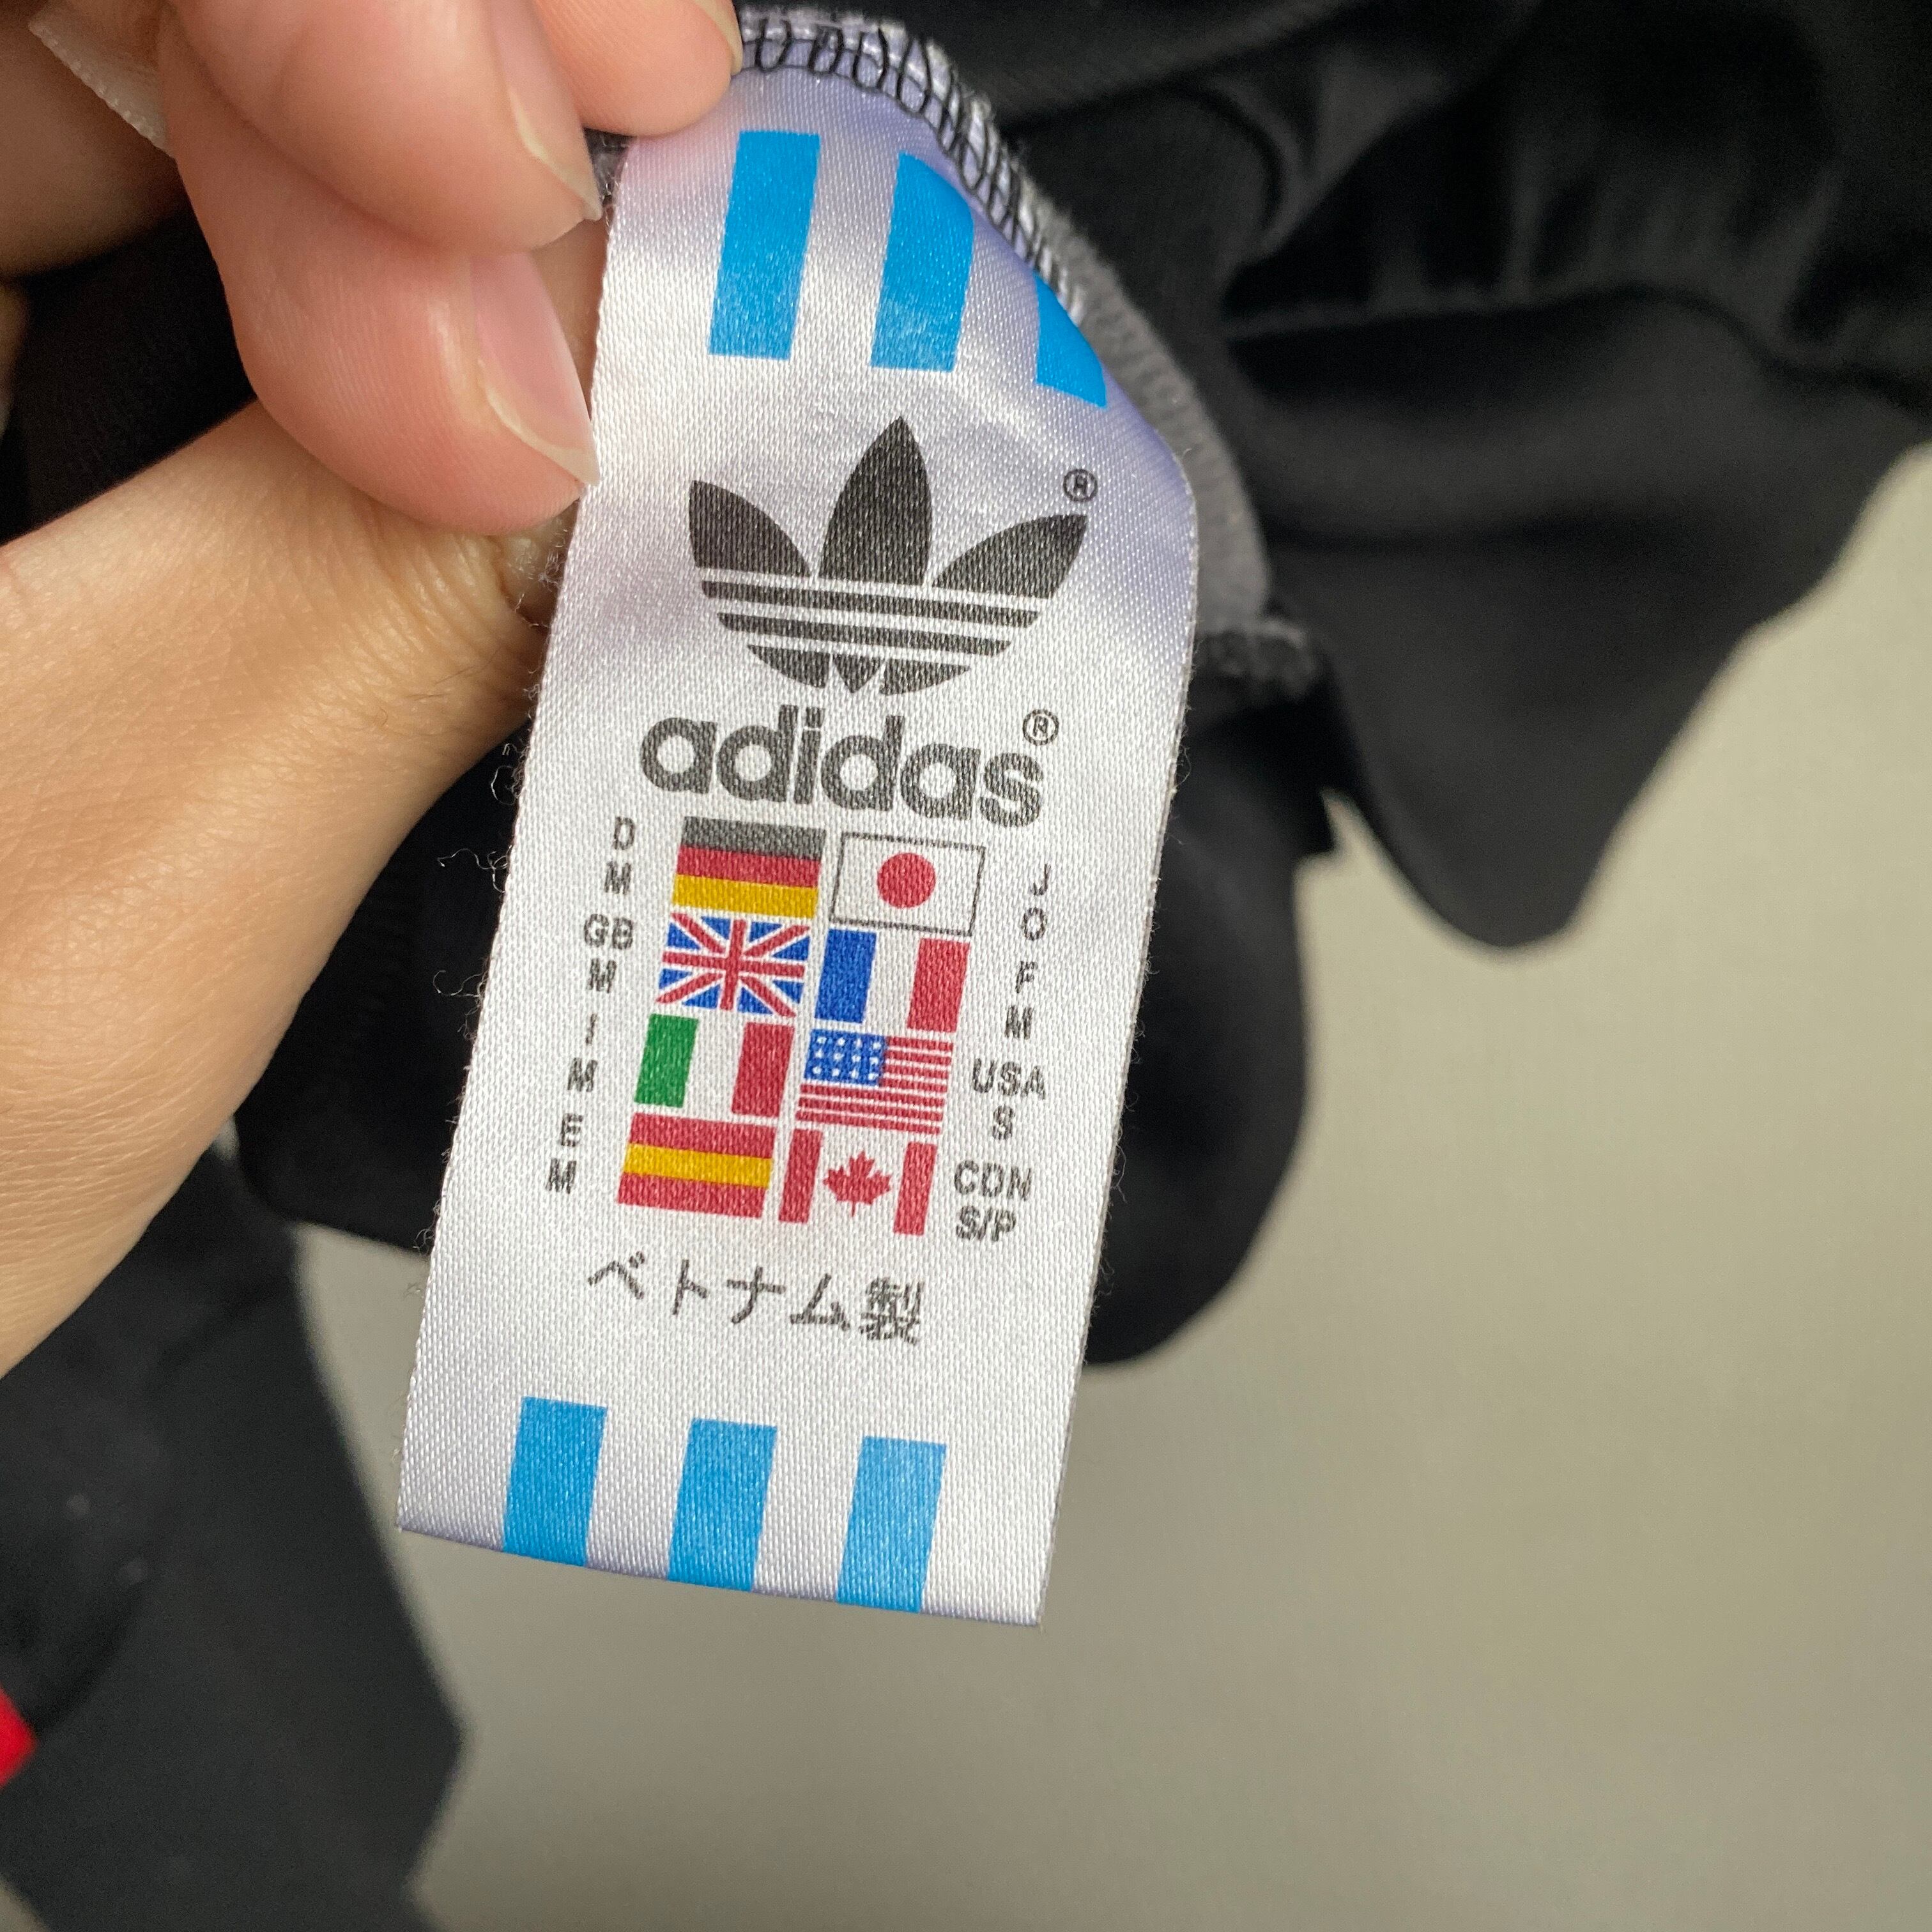 ®
adidas®
D
M
J
O
GB
M
F
M
I
M
USA
S
E
M
CDN
S/P
ベトナム製